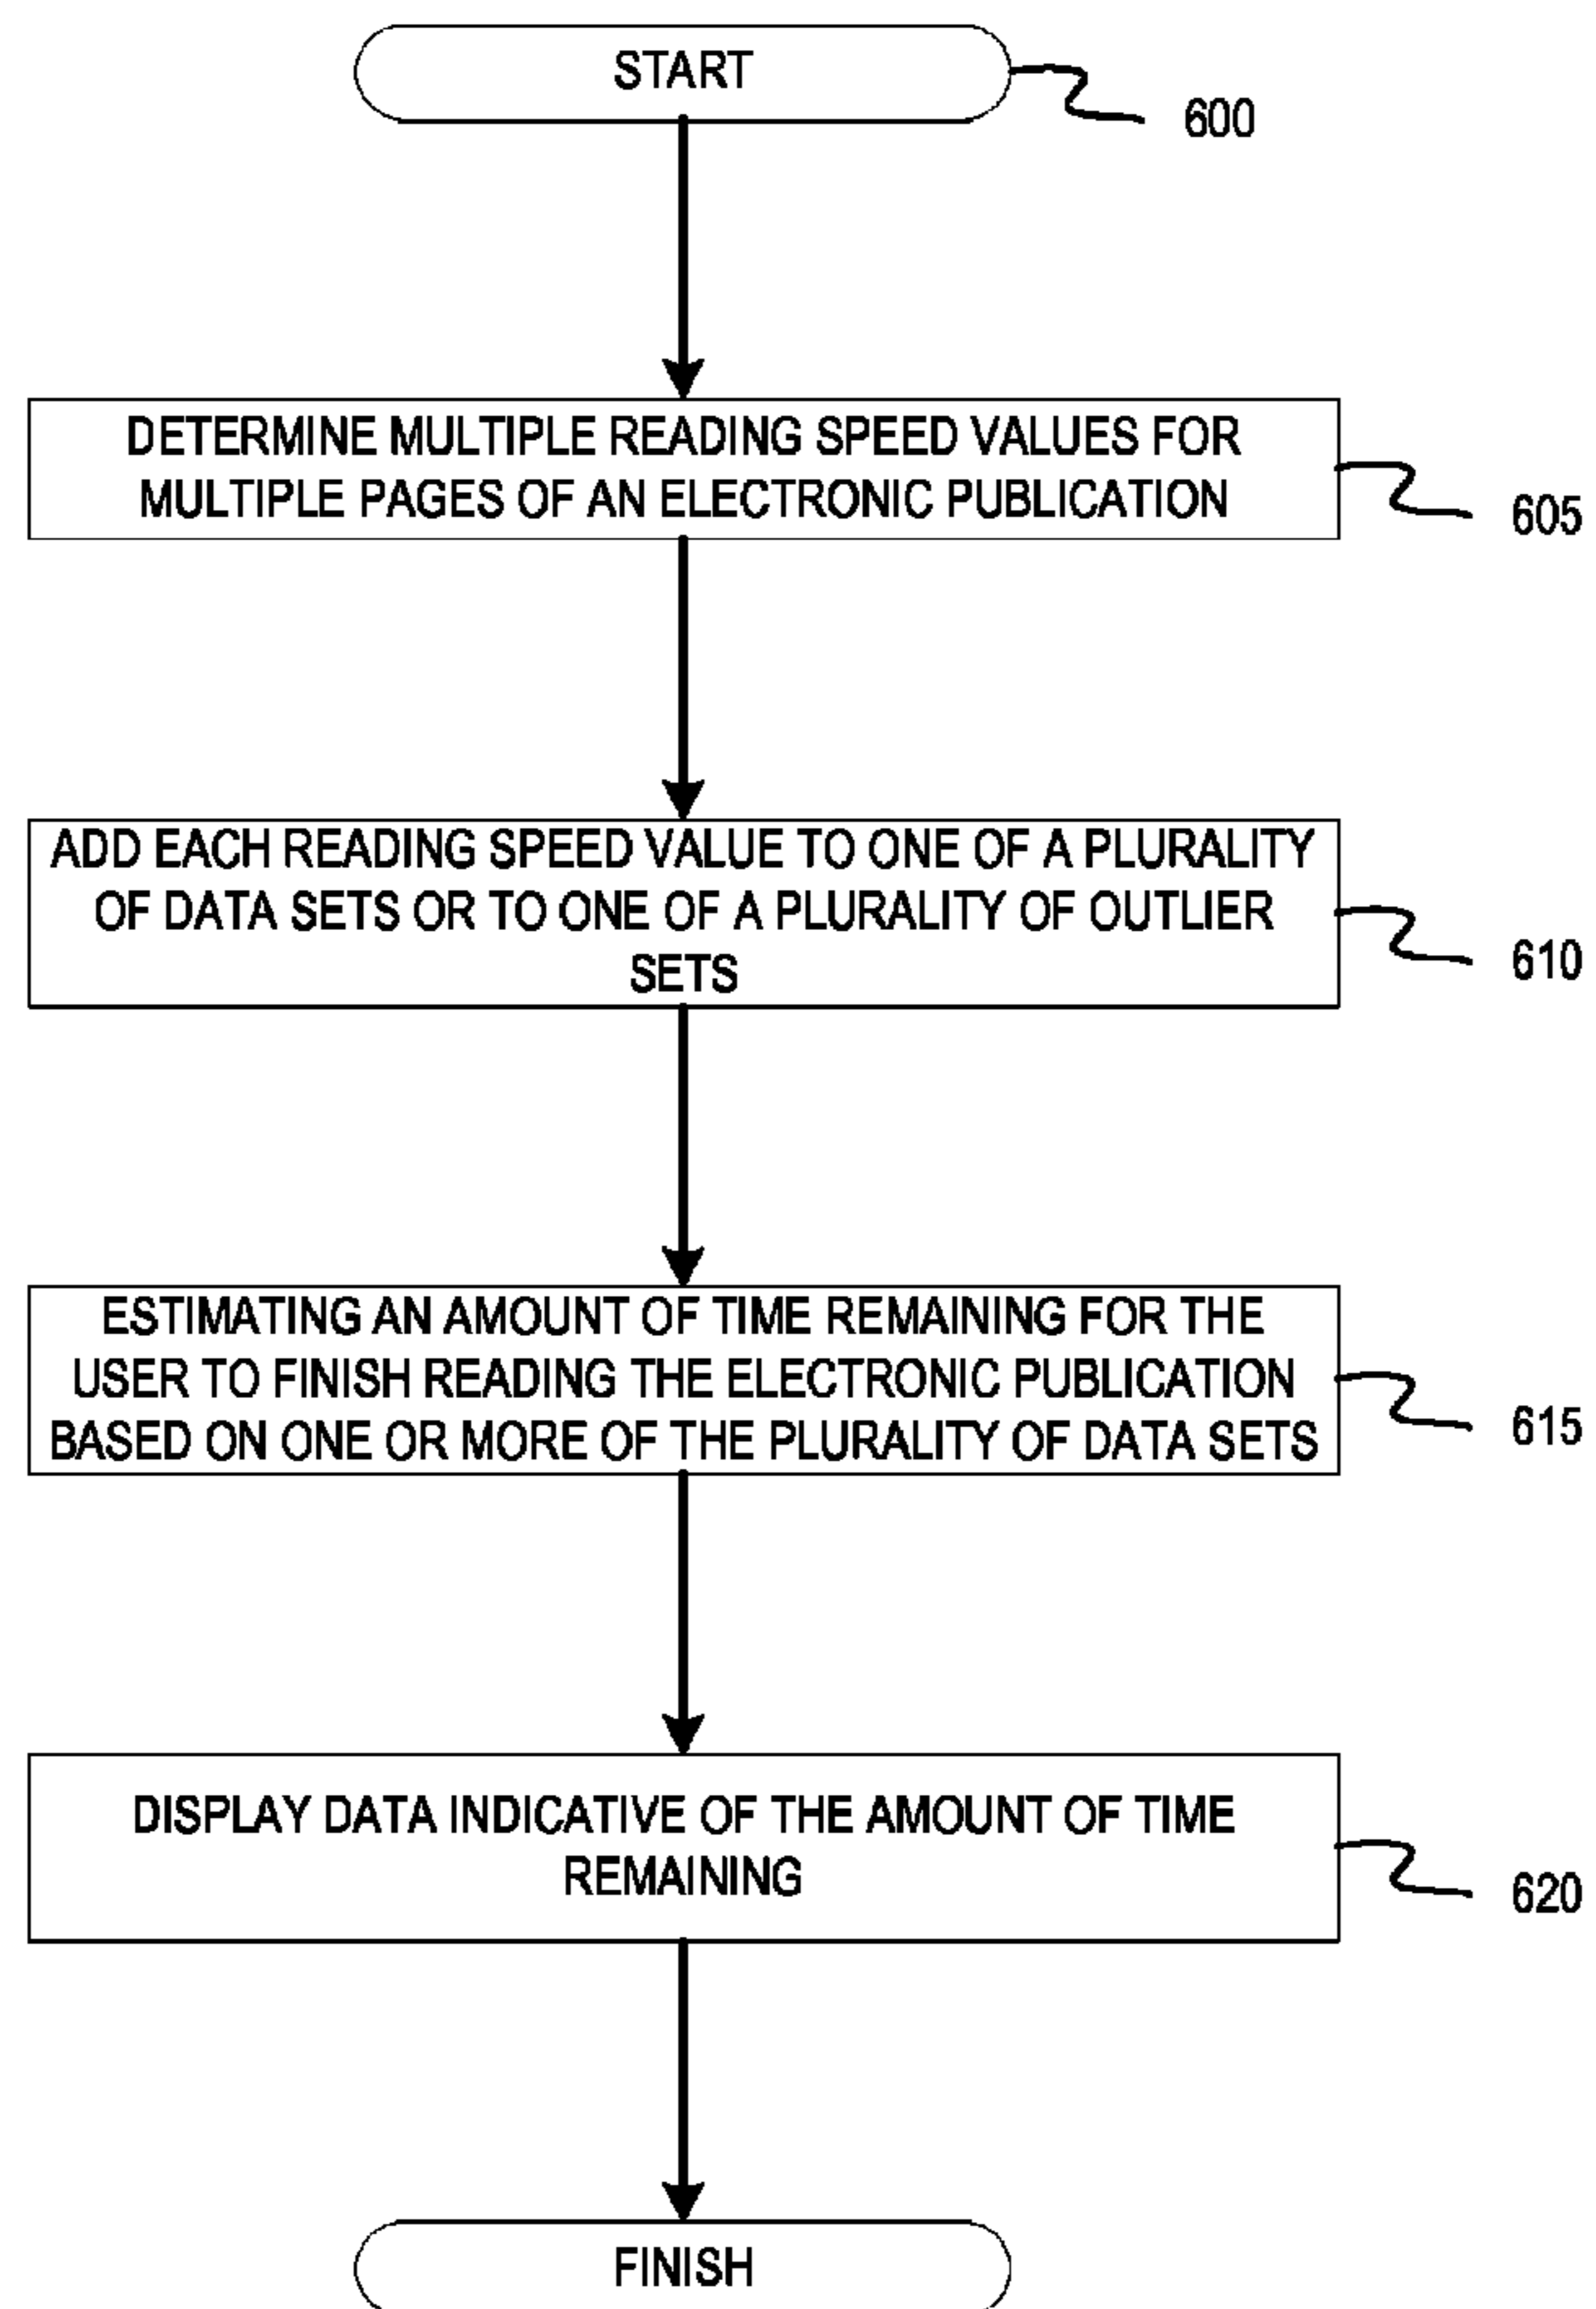 START
600
DETERMINE MULTIPLE READING SPEED VALUES FOR
MULTIPLE PAGES OF AN ELECTRONIC PUBLICATION
605
ADD EACH READING SPEED VALUE TO ONE OF A PLURALITY
OF DATA SETS OR TO ONE OF A PLURALITY OF OUTLIER
SETS
610
ESTIMATING AN AMOUNT OF TIME REMAINING FOR THE
USER TO FINISH READING THE ELECTRONIC PUBLICATION
BASED ON ONE OR MORE OF THE PLURALITY OF DATA SETS
615
DISPLAY DATA INDICATIVE OF THE AMOUNT OF TIME
REMAINING
620
FINISH